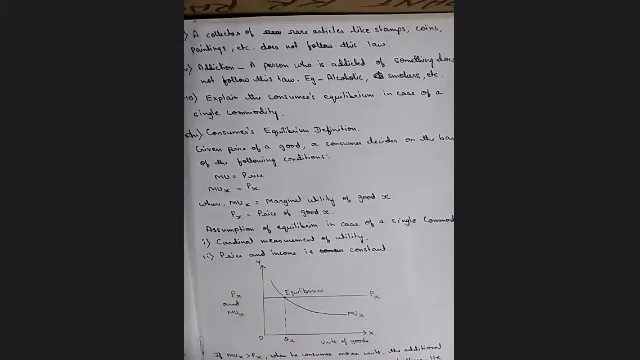 A collector of rare articles like stamps, coins,
paintings, etc. does not follow this law.
Addiction - A person who is addicted of something does
not follow this law. Eg - Alcoholic, smokers, etc.
Explain the Consumer's equilibrium in case of a
single commodity.
Consumer's Equilibrium Definition.
Given price of a good, a consumer decides on the
of the following conditions:
MU = Price
MUx = Px
where, MUx = Marginal utility of good x
Px = Price of good x.
Assumption of equilibrium in case of a single
i) Cardinal measurement of utility.
ii) Price and income is constant
Y
Equilibrium
Px
and
MUx
Px
MUx
O
Qx
Units of goods
X
If MUx > Px, when he consumes more units, the additional